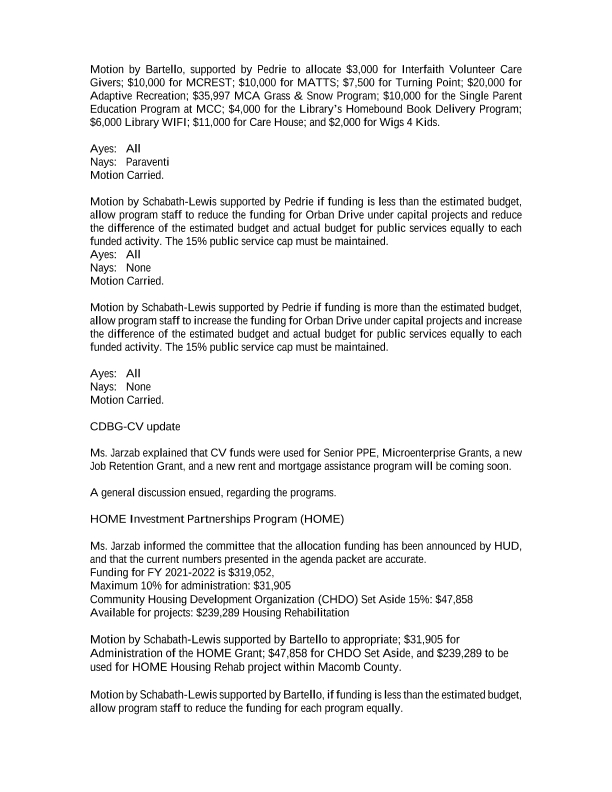 Motion by Bartello, supported by Pedrie to allocate $3,000 for Interfaith Volunteer Care
Givers; $10,000 for MCREST; $10,000 for MATTS; $7,500 for Turning Point; $20,000 for
Adaptive Recreation; $35,997 MCA Grass & Snow Program; $10,000 for the Single Parent
Education Program at MCC; $4,000 for the Library's Homebound Book Delivery Program;
$6,000 Library WIFI; $11,000 for Care House; and $2,000 for Wigs 4 Kids.
Ayes: All
Nays: Paraventi
Motion Carried.
Motion by Schabath-Lewis supported by Pedrie if funding is less than the estimated budget,
allow program staff to reduce the funding for Orban Drive under capital projects and reduce
the difference of the estimated budget and actual budget for public services equally to each
funded activity. The 15% public service cap must be maintained.
Ayes: All
Nays: None
Motion Carried.
Motion by Schabath-Lewis supported by Pedrie if funding is more than the estimated budget,
allow program staff to increase the funding for Orban Drive under capital projects and increase
the difference of the estimated budget and actual budget for public services equally to each
funded activity. The 15% public service cap must be maintained.
Ayes: All
Nays: None
Motion Carried.
CDBG-CV update
Ms. Jarzab explained that CV funds were used for Senior PPE, Microenterprise Grants, a new
Job Retention Grant, and a new rent and mortgage assistance program will be coming soon.
A general discussion ensued, regarding the programs.
HOME Investment Partnerships Program (HOME)
Ms. Jarzab informed the committee that the allocation funding has been announced by HUD,
and that the current numbers presented in the agenda packet are accurate.
Funding for FY 2021-2022 is $319,052,
Maximum 10% for administration: $31,905
Community Housing Development Organization (CHDO) Set Aside 15%: $47,858
Available for projects: $239,289 Housing Rehabilitation
Motion by Schabath-Lewis supported by Bartello to appropriate; $31,905 for
Administration of the HOME Grant; $47,858 for CHDO Set Aside, and $239,289 to be
used for HOME Housing Rehab project within Macomb County.
Motion by Schabath-Lewis supported by Bartello, if funding is less than the estimated budget,
allow program staff to reduce the funding for each program equally.